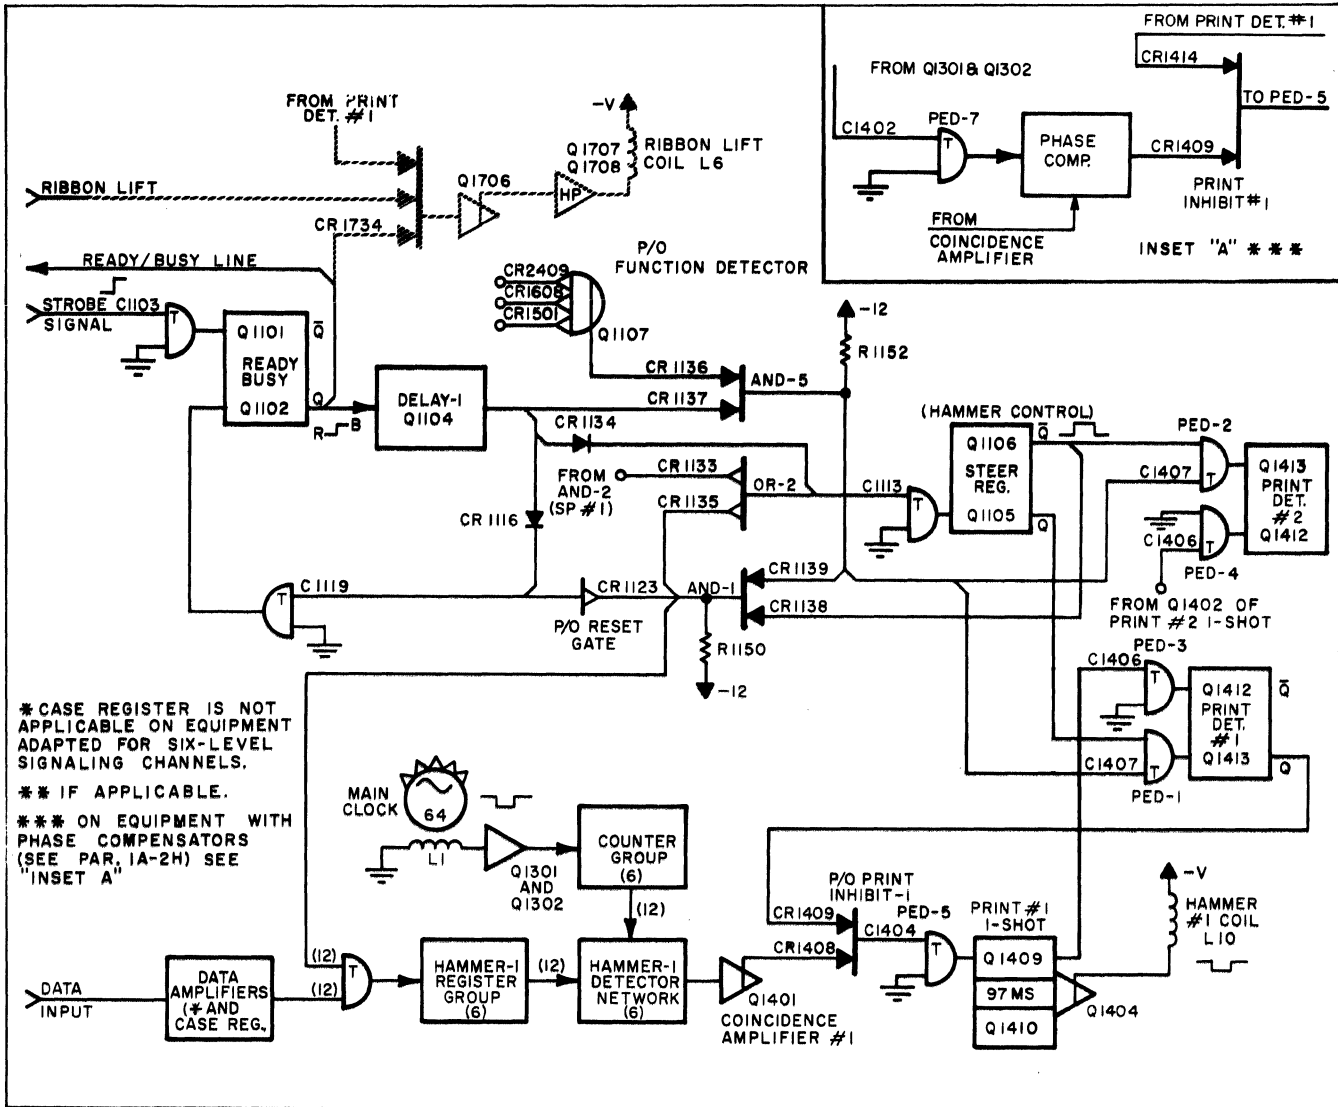 FROM PRINT DET. #1
CR1414
FROM Q1301 & Q1302
TO PED-5
PED-7
C1402
T
PHASE COMP.
CR1409
PRINT INHIBIT #1
FROM COINCIDENCE AMPLIFIER
INSET "A" ***
FROM PRINT
DET. #1
-V
Q1707
Q1708
RIBBON LIFT
COIL L6
Q1706
HP
RIBBON LIFT
CR1734
READY/BUSY LINE
P/O
FUNCTION DETECTOR
CR2409
CR1608
CR1501
Q1107
STROBE C1103
SIGNAL
T
Q1101
Q̅
READY
BUSY
Q1102
Q
R
B
DELAY-1
Q1104
-12
R1152
CR1136
AND-5
CR1137
CR1134
FROM
AND-2
(SP #1)
CR1133
OR-2
CR1135
CR1116
C1113
T
(HAMMER CONTROL)
Q1106
Q̅
STEER
REG.
Q1105
Q
PED-2
C1407
T
Q1413
PRINT
DET.
#2
Q1412
C1406
T
PED-4
FROM Q1402 OF
PRINT #2 1-SHOT
C1119
T
CR1123
P/O RESET
GATE
AND-1
CR1139
CR1138
R1150
-12
PED-3
C1406
T
Q1412
Q̅
PRINT
DET.
#1
Q1413
Q
C1407
T
PED-1
* CASE REGISTER IS NOT
APPLICABLE ON EQUIPMENT
ADAPTED FOR SIX-LEVEL
SIGNALING CHANNELS.
** IF APPLICABLE.
*** ON EQUIPMENT WITH
PHASE COMPENSATORS
(SEE PAR. 1A-2H) SEE
"INSET A"
MAIN
CLOCK
64
L1
Q1301
AND
Q1302
COUNTER
GROUP
(6)
(12)
P/O PRINT
INHIBIT-1
CR1409
CR1408
C1404
PED-5
T
PRINT #1
1-SHOT
Q1409
97 MS
Q1410
Q1404
-V
HAMMER
#1 COIL
L10
DATA
INPUT
DATA
AMPLIFIERS
(* AND
CASE REG.,
(12)
(12)
T
HAMMER-1
REGISTER
GROUP
(6)
(12)
HAMMER-1
DETECTOR
NETWORK
(6)
Q1401
COINCIDENCE
AMPLIFIER #1